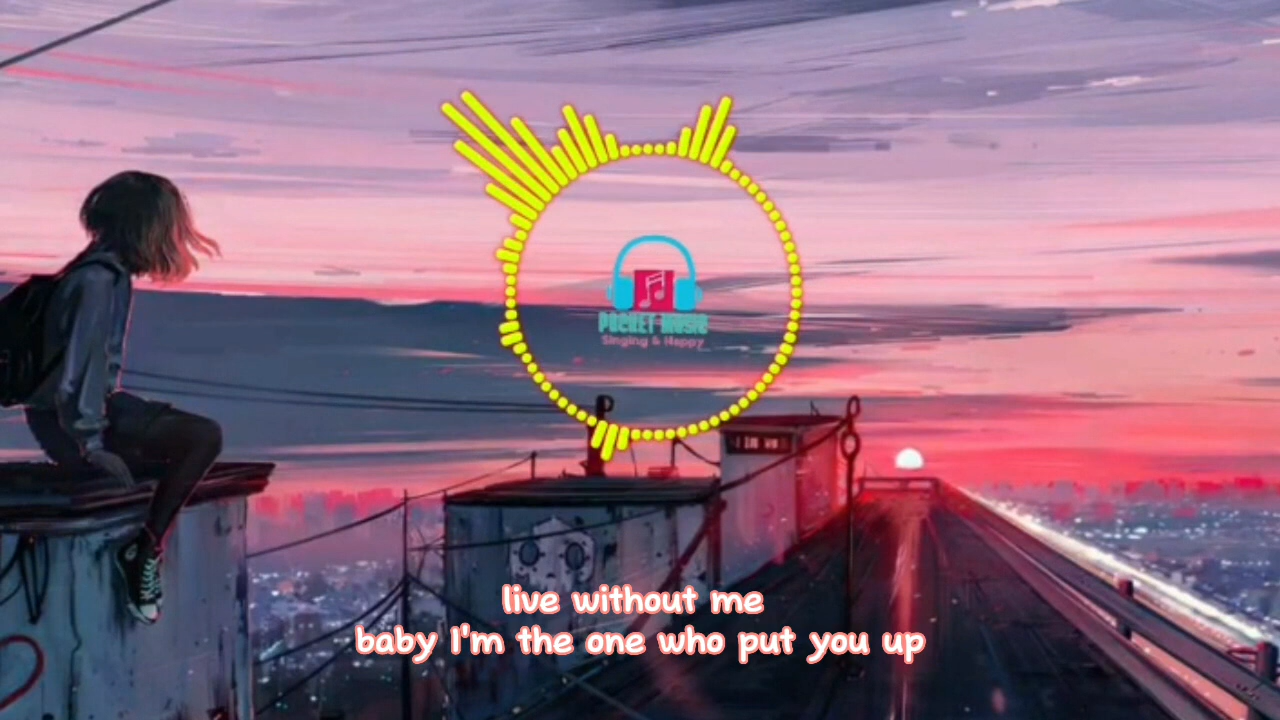 POCKET MUSIC
Singing & Happy
live without me
baby I'm the one who put you up